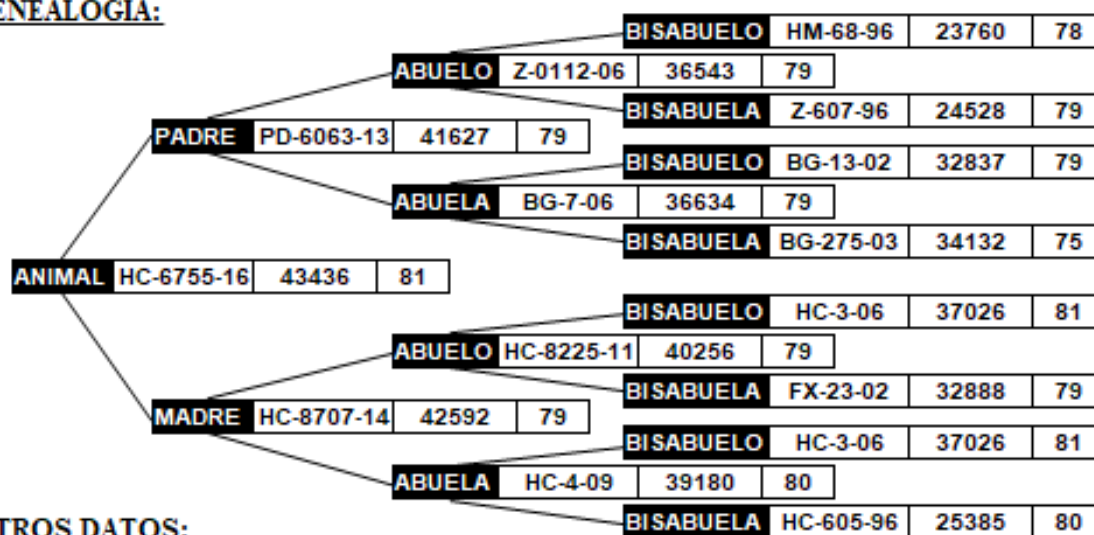 ENEALOGÍA:
BISABUELO HM-68-96 23760 78
ABUELO Z-0112-06 36543 79
BISABUELA Z-607-96 24528 79
PADRE PD-6063-13 41627 79
BISABUELO BG-13-02 32837 79
ABUELA BG-7-06 36634 79
BISABUELA BG-275-03 34132 75
ANIMAL HC-6755-16 43436 81
BISABUELO HC-3-06 37026 81
ABUELO HC-8225-11 40256 79
BISABUELA FX-23-02 32888 79
MADRE HC-8707-14 42592 79
BISABUELO HC-3-06 37026 81
ABUELA HC-4-09 39180 80
BISABUELA HC-605-96 25385 80
TROS DATOS: